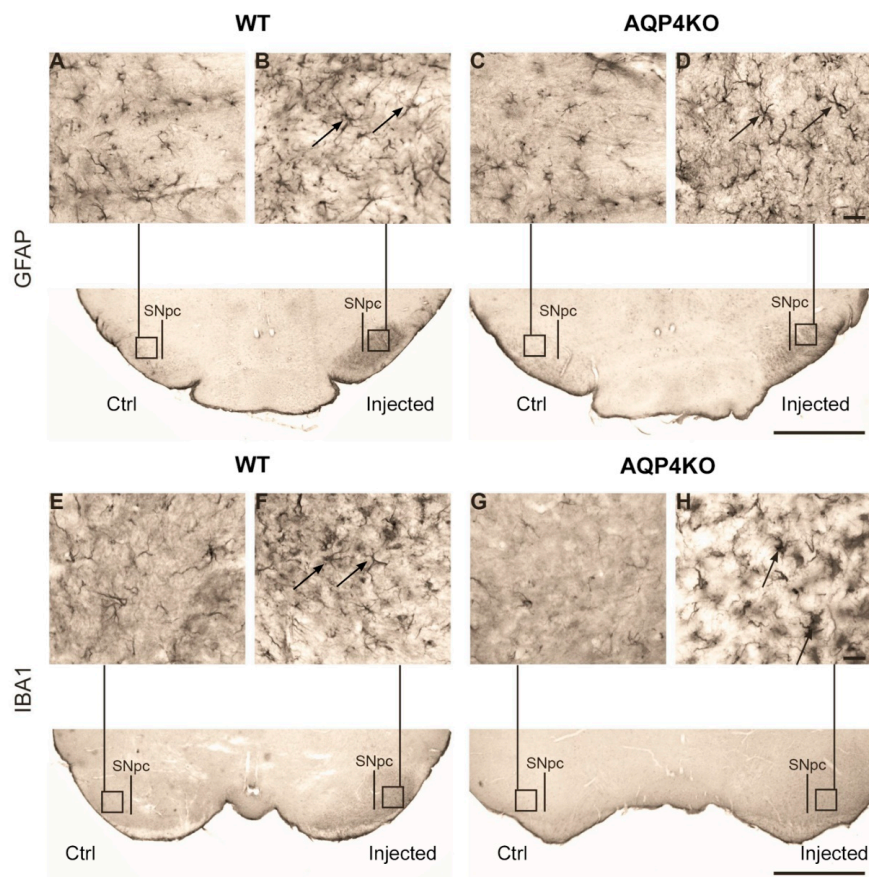 WT AQP4KO
A B C D
GFAP
SNpc SNpc SNpc SNpc
Ctrl Injected Ctrl Injected
WT AQP4KO
E F G H
IBA1
SNpc SNpc SNpc SNpc
Ctrl Injected Ctrl Injected